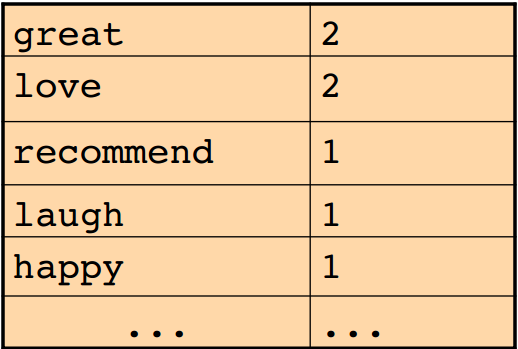 great 2
love 2
recommend 1
laugh 1
happy 1
... ...